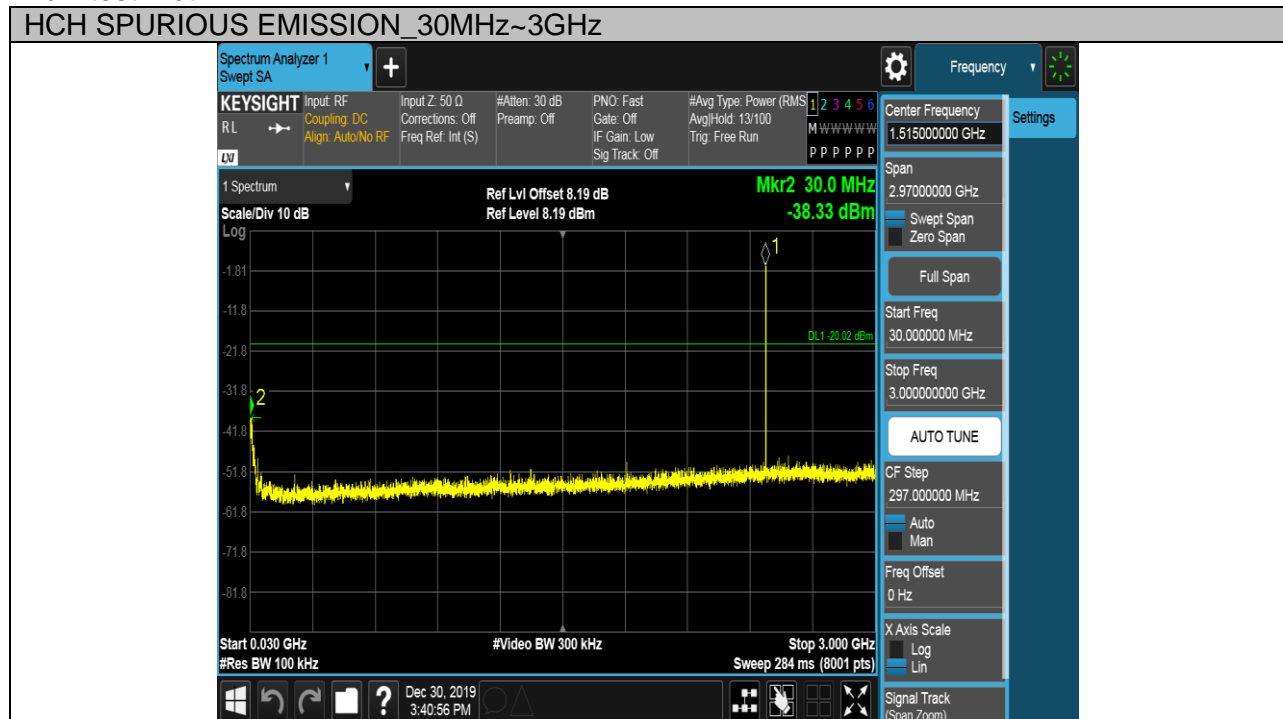 HCH SPURIOUS EMISSION_30MHz~3GHz
Spectrum Analyzer 1
Swept SA
+
Frequency
KEYSIGHT
RL
LXI
Input: RF
Coupling: DC
Align: Auto/No RF
Input Z: 50 Ω
Corrections: Off
Freq Ref: Int (S)
#Atten: 30 dB
Preamp: Off
PNO: Fast
Gate: Off
IF Gain: Low
Sig Track: Off
#Avg Type: Power (RMS
Avg|Hold: 13/100
Trig: Free Run
1 2 3 4 5 6
M W W W W W
P P P P P P
1 Spectrum
Scale/Div 10 dB
Ref Lvl Offset 8.19 dB
Ref Level 8.19 dBm
Mkr2 30.0 MHz
-38.33 dBm
Log
1
-1.81
-11.8
DL1 -20.02 dBm
-21.8
-31.8
2
-41.8
-51.8
-61.8
-71.8
-81.8
Start 0.030 GHz
#Video BW 300 kHz
Stop 3.000 GHz
#Res BW 100 kHz
Sweep 284 ms (8001 pts)
?
Dec 30, 2019
3:40:56 PM
Center Frequency
1.515000000 GHz
Settings
Span
2.97000000 GHz
Swept Span
Zero Span
Full Span
Start Freq
30.000000 MHz
Stop Freq
3.000000000 GHz
AUTO TUNE
CF Step
297.000000 MHz
Auto
Man
Freq Offset
0 Hz
X Axis Scale
Log
Lin
Signal Track
(Span Zoom)